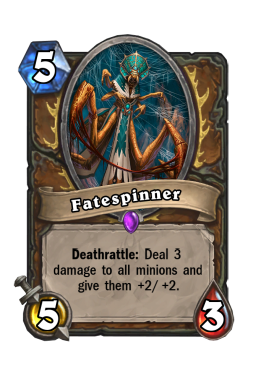 5
Fatespinner
Deathrattle: Deal 3
damage to all minions and
give them +2/ +2.
5
3